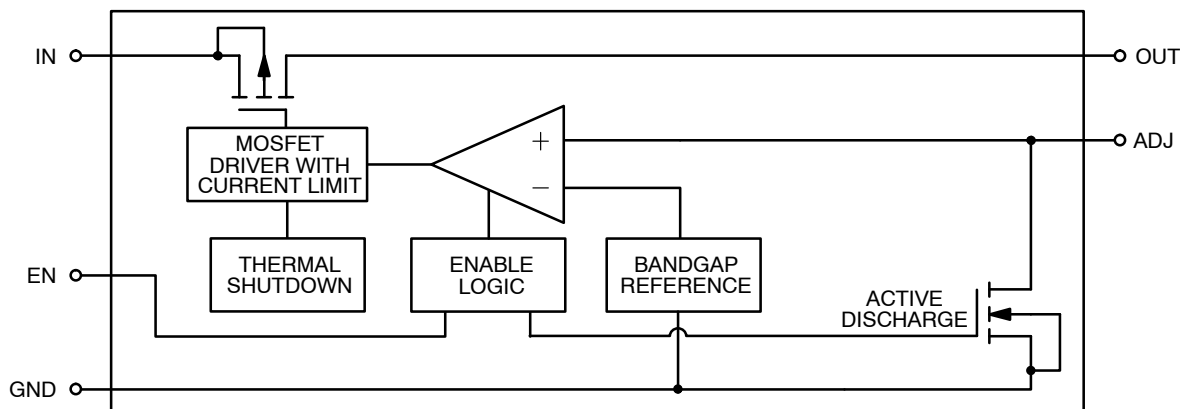 IN
OUT
MOSFET
DRIVER WITH
CURRENT LIMIT
+
−
ADJ
THERMAL
SHUTDOWN
ENABLE
LOGIC
BANDGAP
REFERENCE
EN
ACTIVE
DISCHARGE
GND